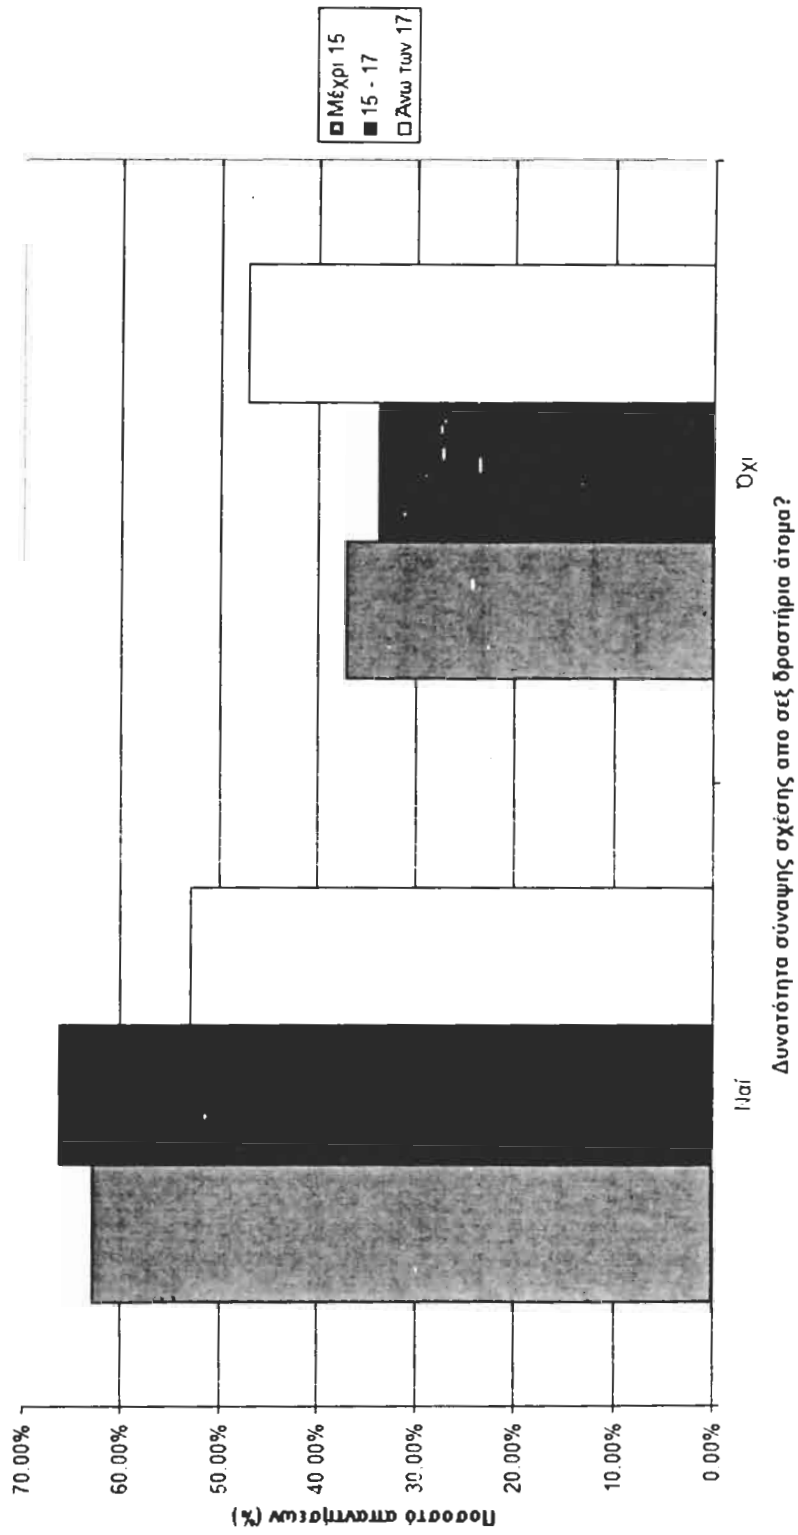 Ποσοστό απαντήσεων (%)
70.00%
60.00%
50.00%
40.00%
30.00%
20.00%
10.00%
0.00%
Ναί
Όχι
Δυνατότητα σύναψης σχέσης απο σεξ δραστήρια άτομα?
Μέχρι 15
15 - 17
Άνω των 17